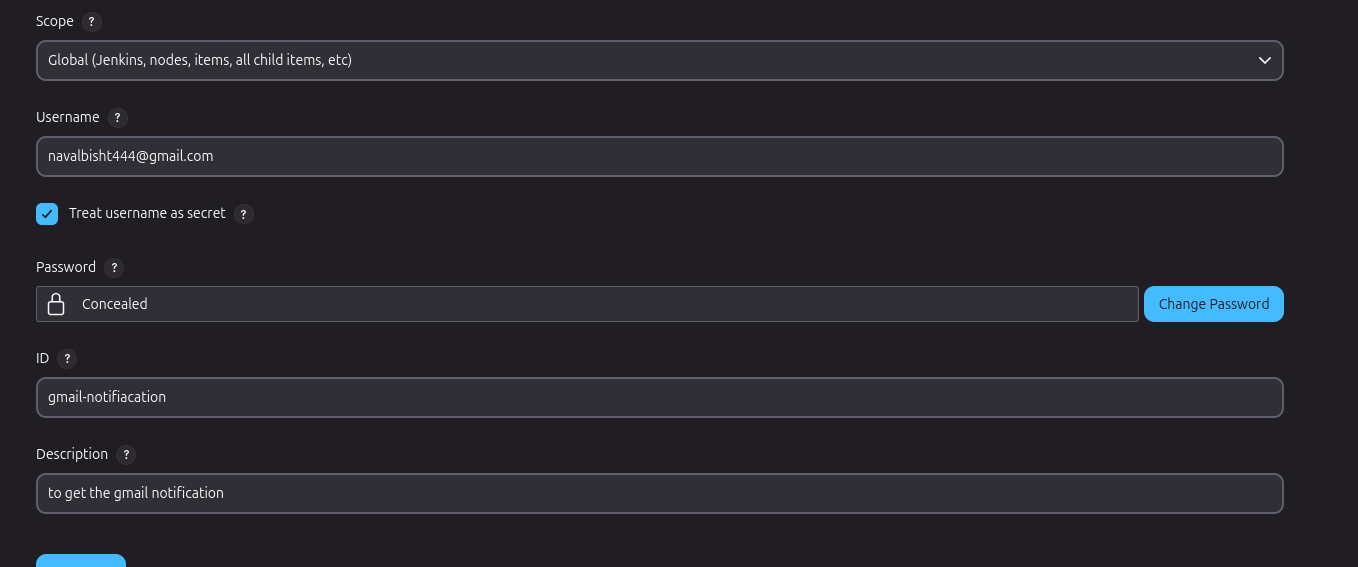 Scope ?
Global (Jenkins, nodes, items, all child items, etc)
Username ?
navalbisht444@gmail.com
Treat username as secret ?
Password ?
Concealed Change Password
ID ?
gmail-notifiacation
Description ?
to get the gmail notification